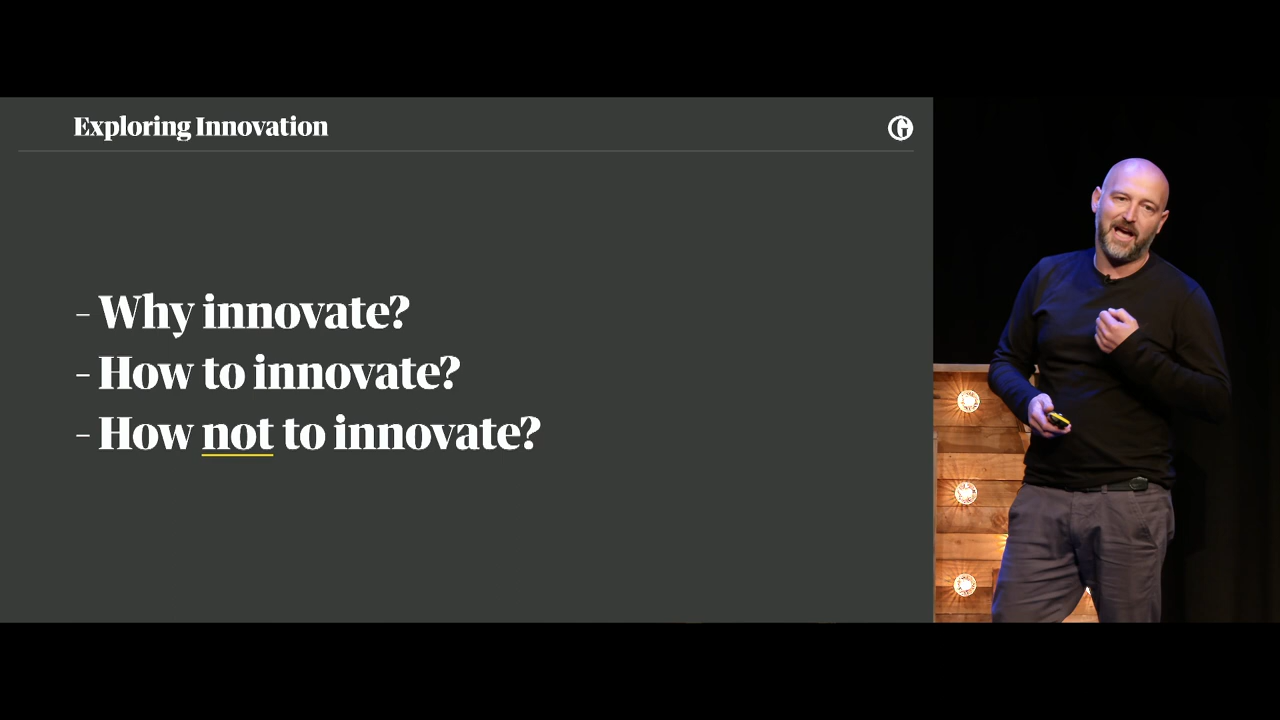 Exploring Innovation
- Why innovate?
- How to innovate?
- How not to innovate?